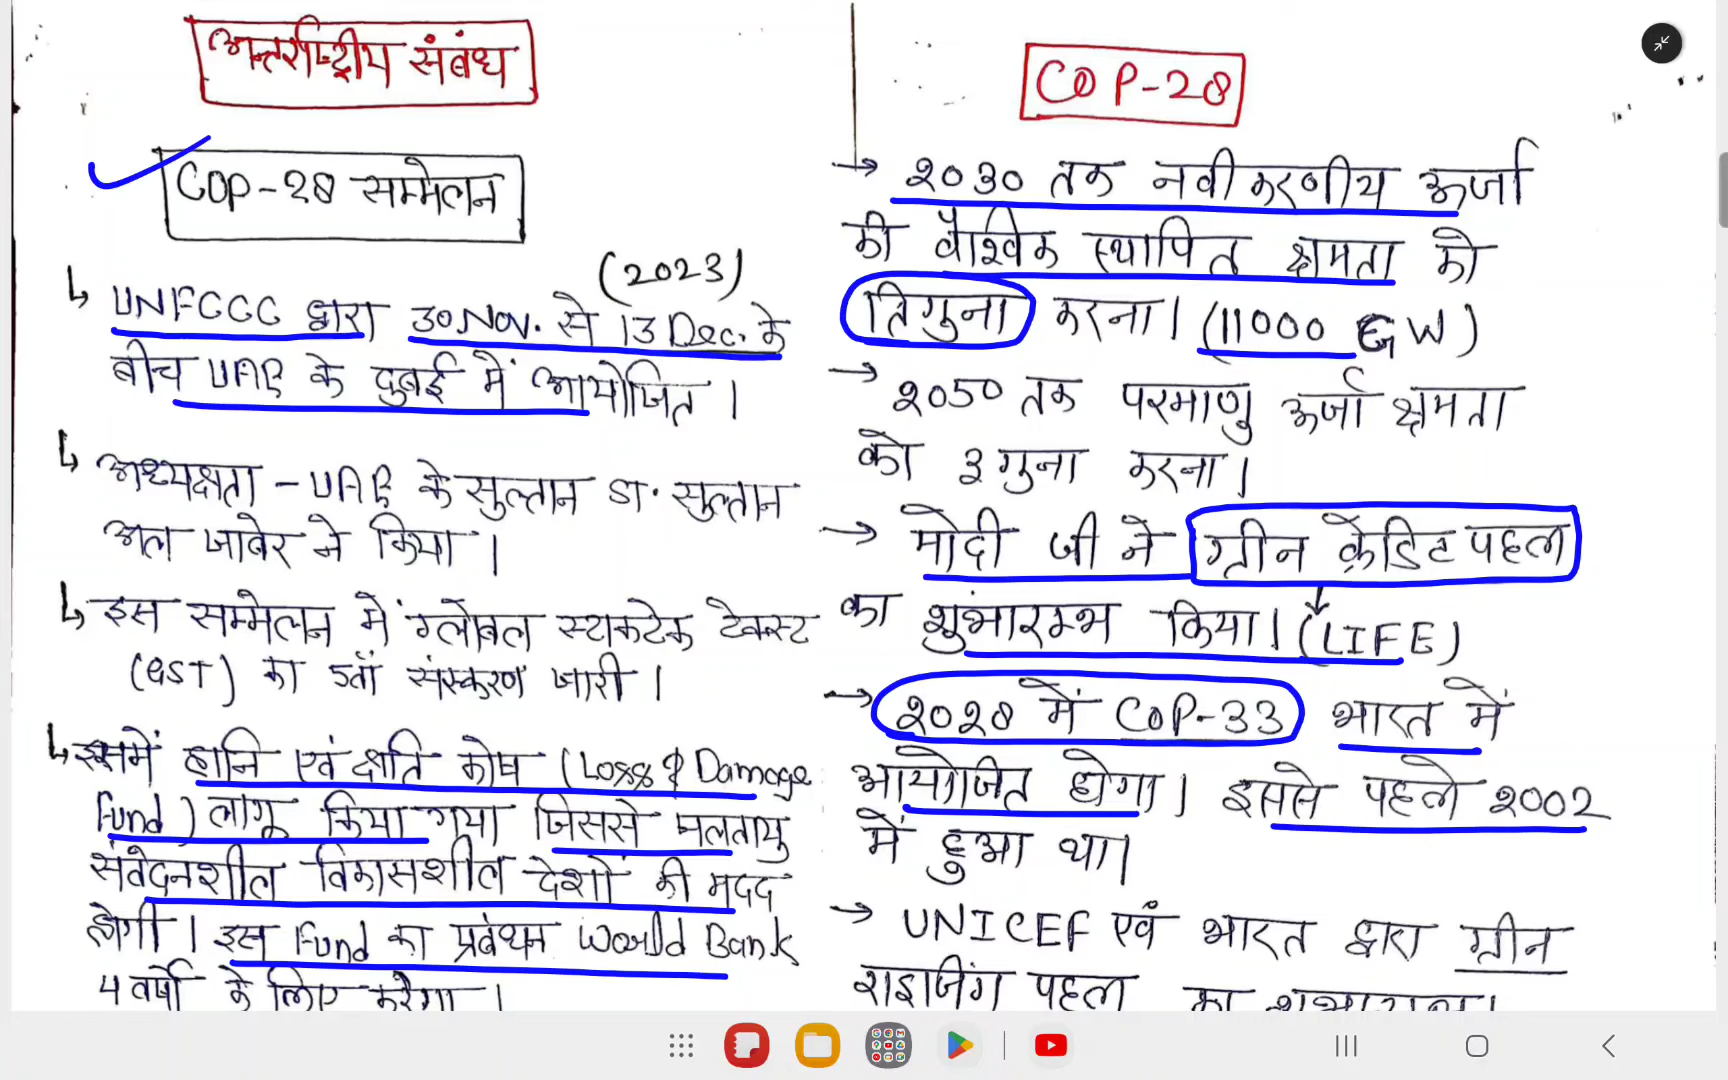 अन्तर्राष्ट्रीय संबंध
COP-28 सम्मेलन
(2023)
UNFCCC द्वारा 30 Nov. से 13 Dec. के
बीच UAE के दुबई में आयोजित।
अध्यक्षता - UAE के सुल्तान डा. सुल्तान
अल जाबेर ने किया।
इस सम्मेलन में ग्लोबल स्टाकटेक टेक्स्ट
(GST) का 5वाँ संस्करण जारी।
इसमें हानि एवं क्षति कोष (Loss & Damage
Fund) लागू किया गया जिससे जलवायु
संवेदनशील विकासशील देशों की मदद
होगी। इस Fund का प्रबंधन World Bank
4 वर्षो के लिए करेगा।
COP-28
→ 2030 तक नवीकरणीय ऊर्जा
की वैश्विक स्थापित क्षमता को
तिगुना करना। (11000 GW)
→ 2050 तक परमाणु ऊर्जा क्षमता
को 3 गुना करना।
→ मोदी जी ने ग्रीन क्रेडिट पहल
का शुभारम्भ किया। (LIFE)
→ 2028 में COP-33 भारत में
आयोजित होगा। इससे पहले 2002
में हुआ था।
→ UNICEF एवं भारत द्वारा ग्रीन
राइजिंग पहल का